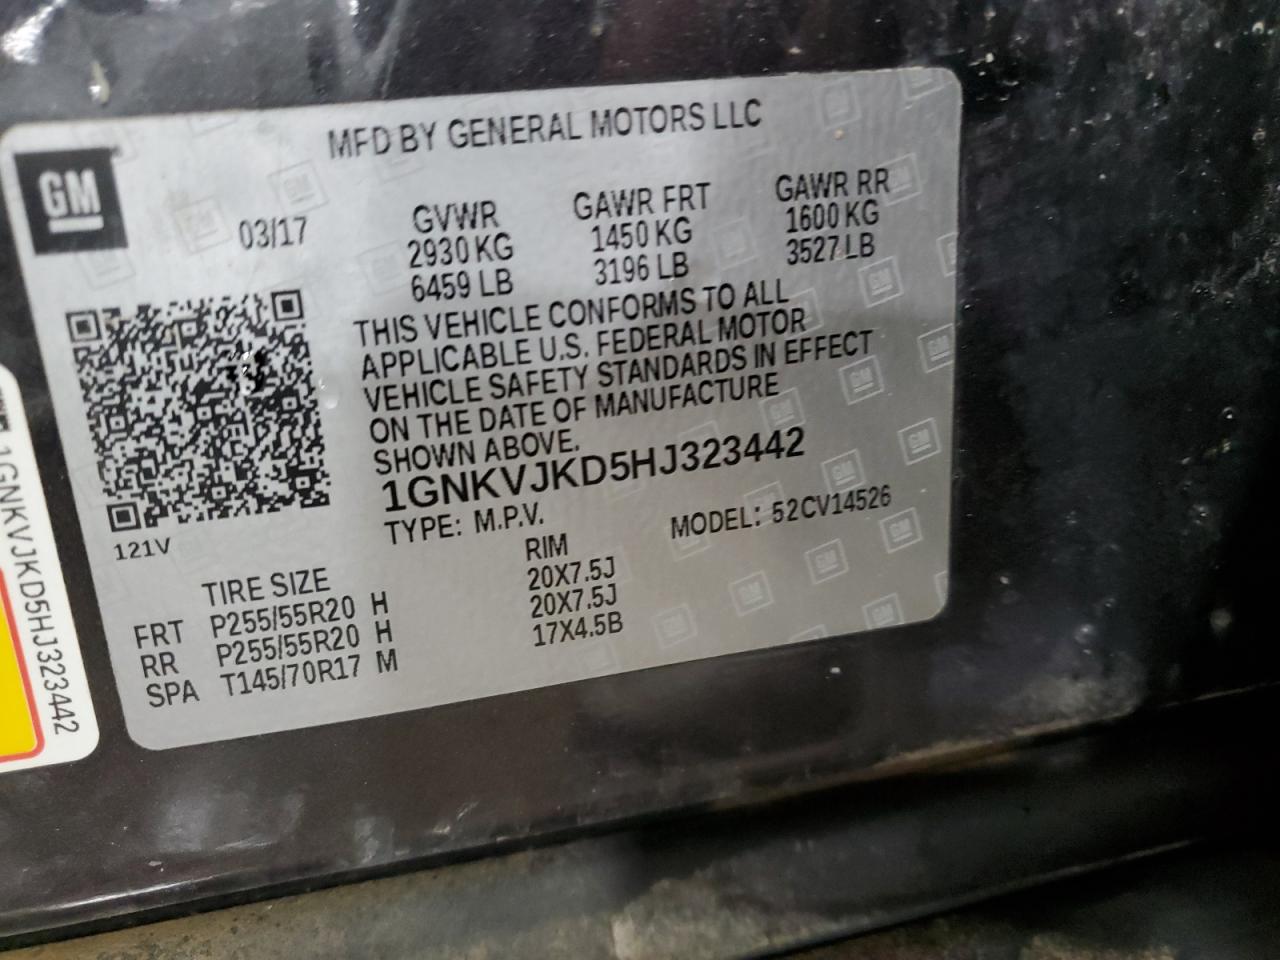 MFD BY GENERAL MOTORS LLC
GM
03/17
GVWR GAWR FRT GAWR RR
2930 KG 1450 KG 1600 KG
6459 LB 3196 LB 3527 LB
THIS VEHICLE CONFORMS TO ALL
APPLICABLE U.S. FEDERAL MOTOR
VEHICLE SAFETY STANDARDS IN EFFECT
ON THE DATE OF MANUFACTURE
SHOWN ABOVE.
1GNKVJKD5HJ323442
TYPE: M.P.V. MODEL: 52CV14526
121V
TIRE SIZE RIM
FRT P255/55R20 H 20X7.5J
RR P255/55R20 H 20X7.5J
SPA T145/70R17 M 17X4.5B
1GNKVJKD5HJ323442